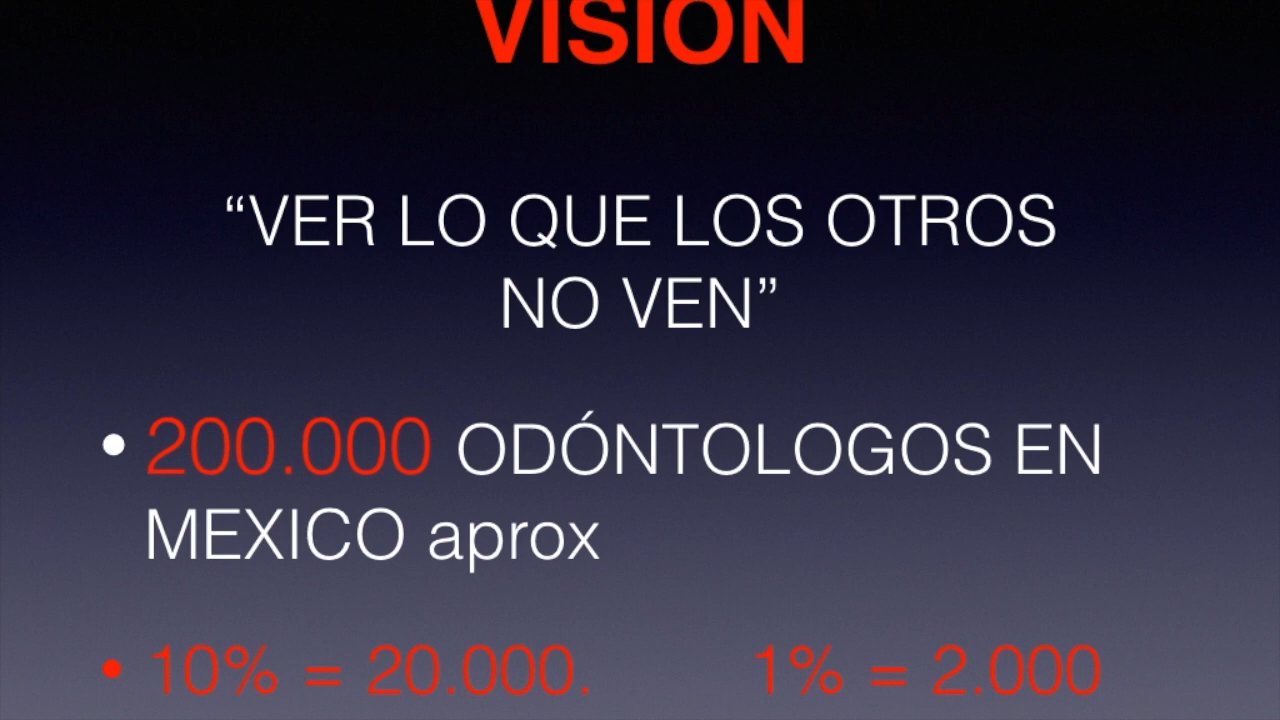 VISION
“VER LO QUE LOS OTROS
NO VEN”
• 200.000 ODÓNTOLOGOS EN
MEXICO aprox
• 10% = 20.000. 1% = 2.000